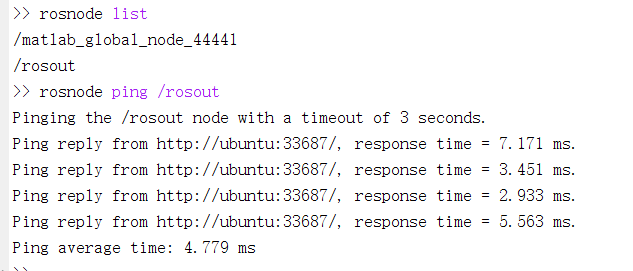 >> rosnode list
/matlab_global_node_44441
/rosout
>> rosnode ping /rosout
Pinging the /rosout node with a timeout of 3 seconds.
Ping reply from http://ubuntu:33687/, response time = 7.171 ms.
Ping reply from http://ubuntu:33687/, response time = 3.451 ms.
Ping reply from http://ubuntu:33687/, response time = 2.933 ms.
Ping reply from http://ubuntu:33687/, response time = 5.563 ms.
Ping average time: 4.779 ms
>>